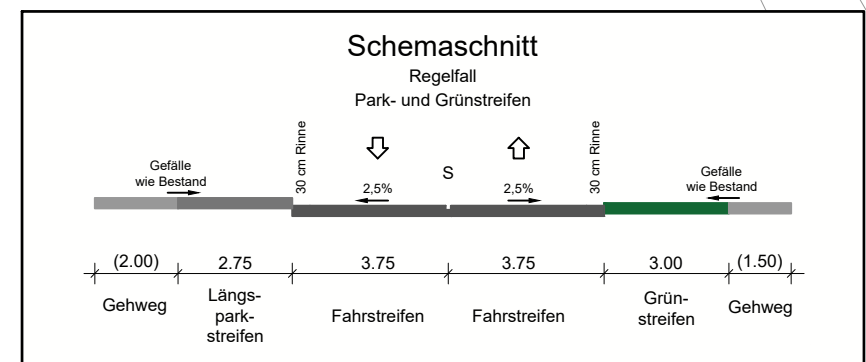 Schemaschnitt
Regelfall
Park- und Grünstreifen
30 cm Rinne
30 cm Rinne
Gefälle
wie Bestand
2,5%
S
2,5%
Gefälle
wie Bestand
(2.00) 2.75 3.75 3.75 3.00 (1.50)
Gehweg
Längs-
park-
streifen
Fahrstreifen
Fahrstreifen
Grün-
streifen
Gehweg